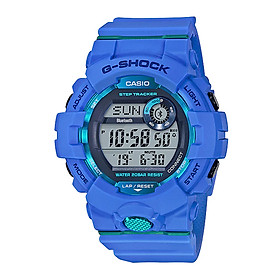 G-SHOCK
CASIO
STEP TRACKER
ADJUST
LIGHT
SUN
Bluetooth
10:58 50
MODE
START
CONNECT
6-30
WATER 20BAR RESIST
LAP / RESET